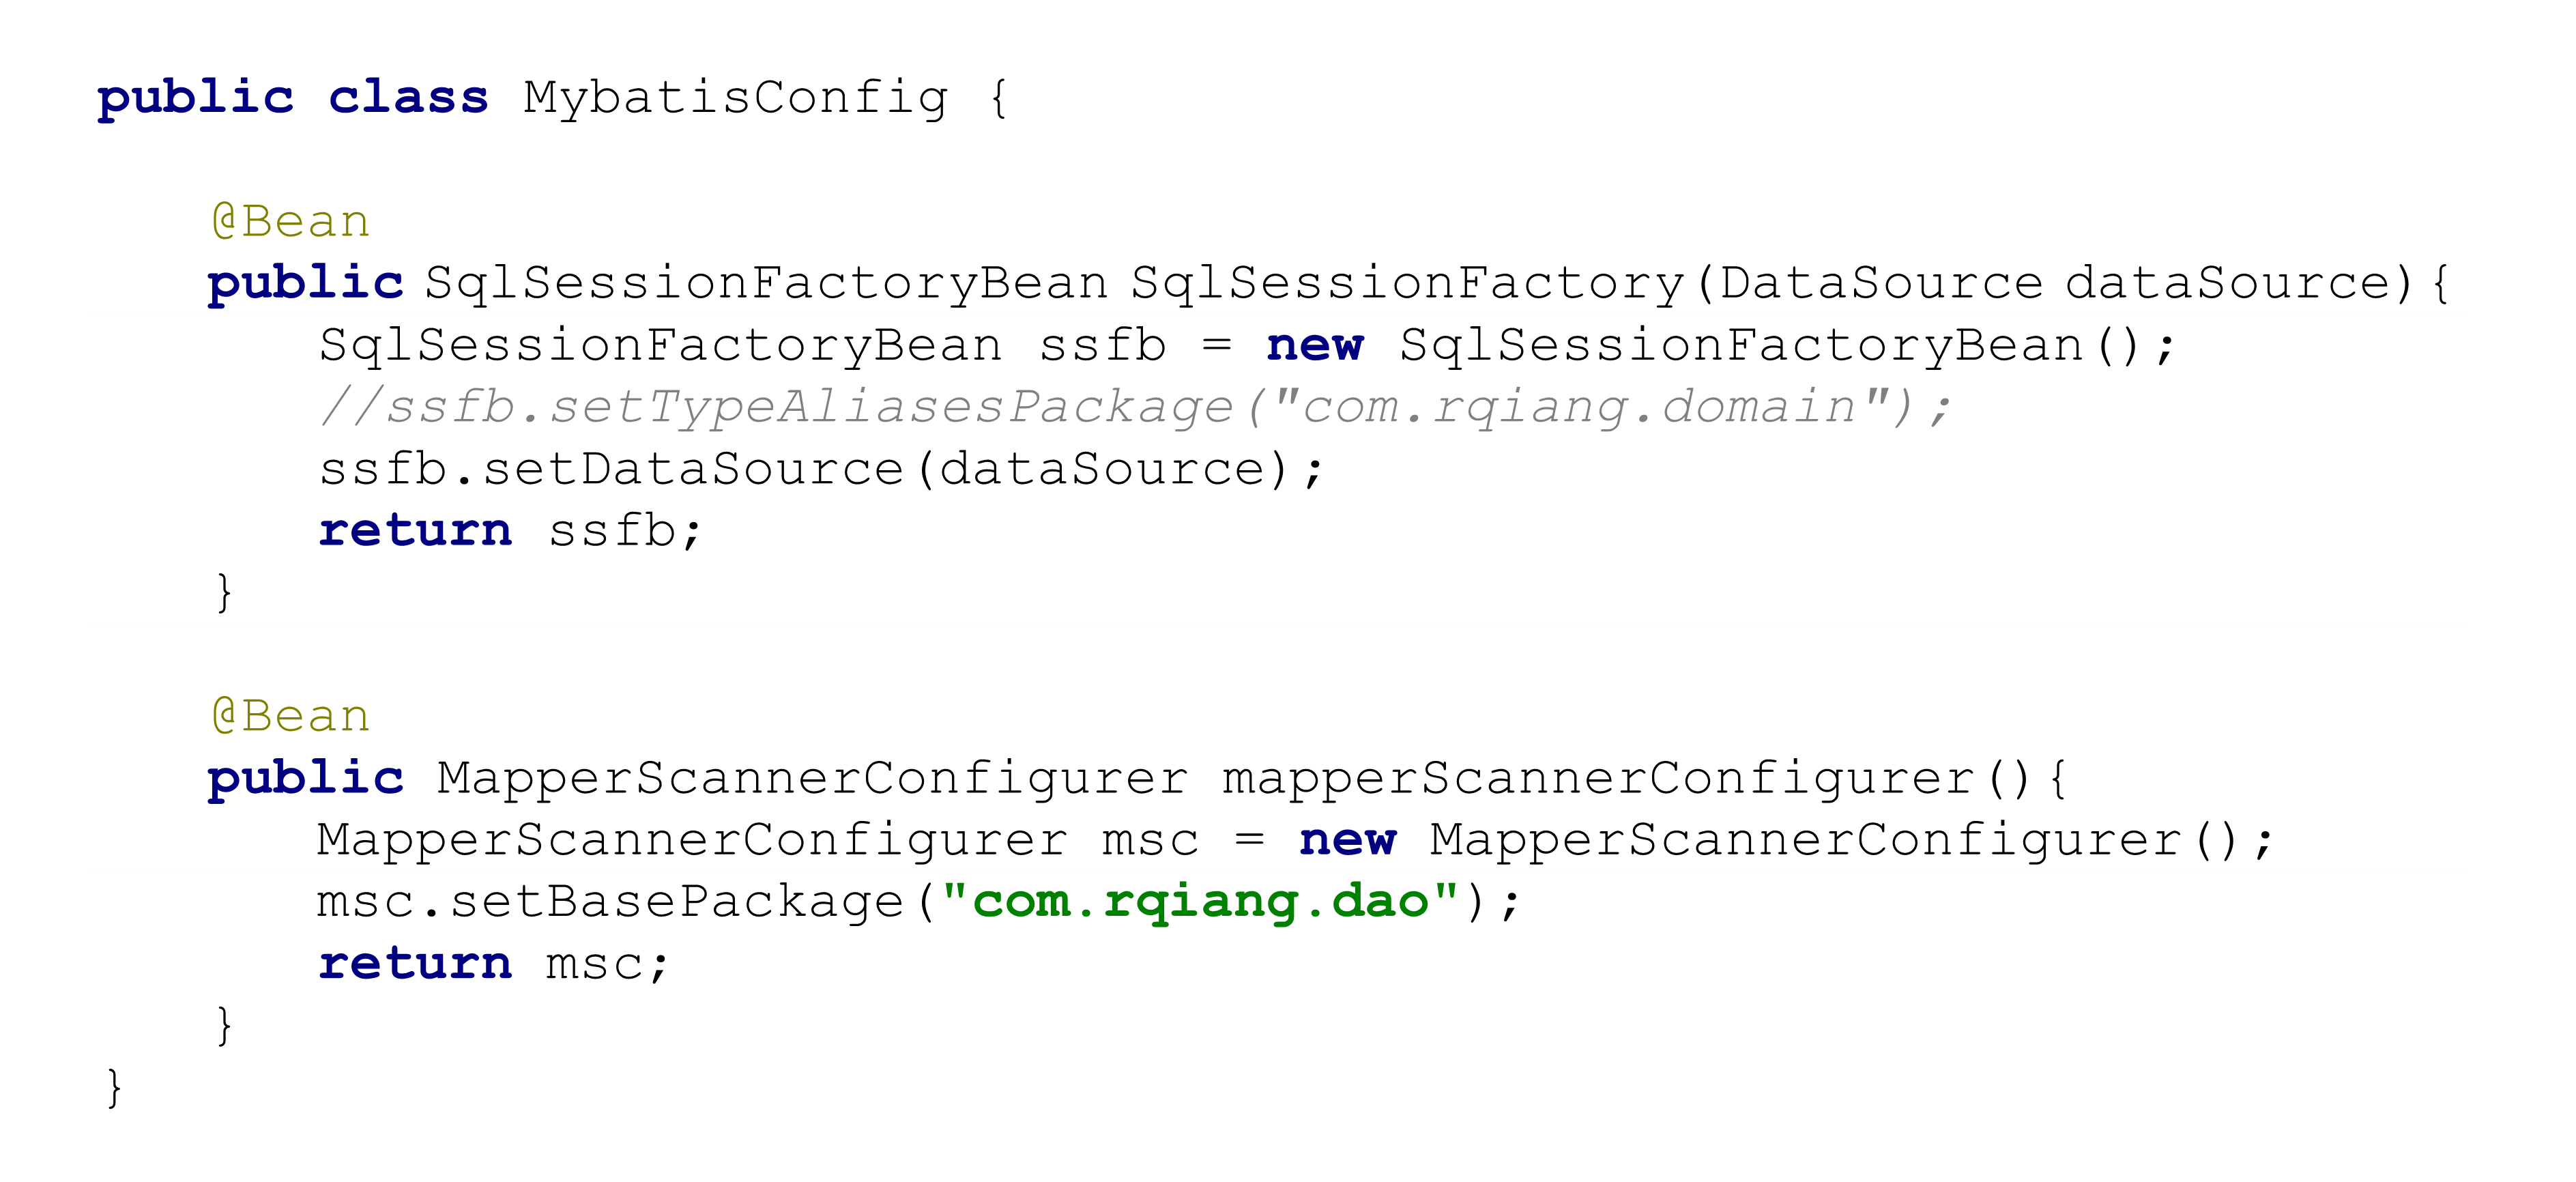 public class MybatisConfig {
@Bean
public SqlSessionFactoryBean SqlSessionFactory(DataSource dataSource){
SqlSessionFactoryBean ssfb = new SqlSessionFactoryBean();
//ssfb.setTypeAliasesPackage("com.rqiang.domain");
ssfb.setDataSource(dataSource);
return ssfb;
}
@Bean
public MapperScannerConfigurer mapperScannerConfigurer(){
MapperScannerConfigurer msc = new MapperScannerConfigurer();
msc.setBasePackage("com.rqiang.dao");
return msc;
}
}